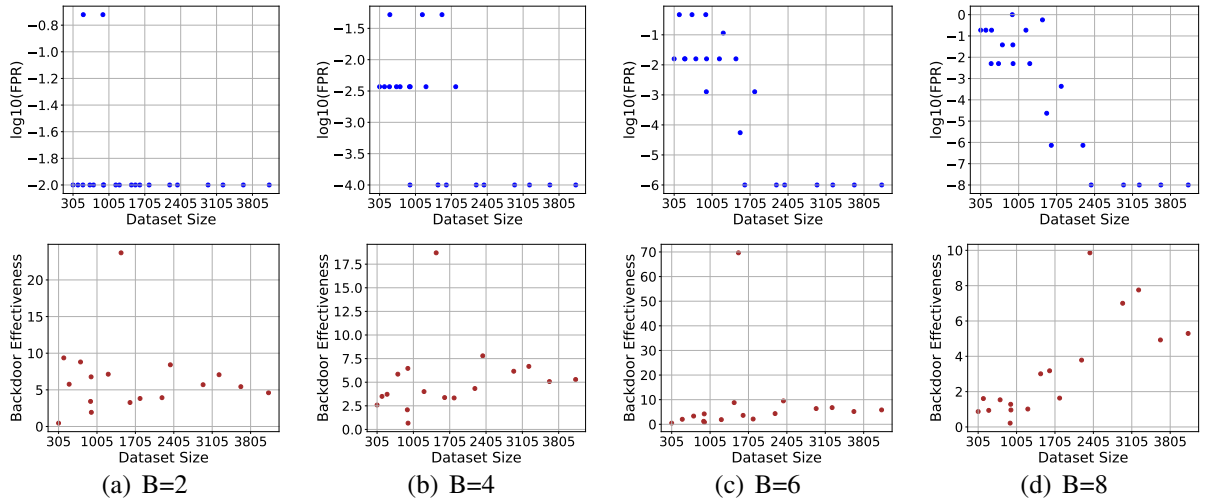 −0.8
−1.0
−1.2
−1.4
−1.6
−1.8
−2.0
log10(FPR)
305 1005 1705 2405 3105 3805
Dataset Size
−1.5
−2.0
−2.5
−3.0
−3.5
−4.0
log10(FPR)
305 1005 1705 2405 3105 3805
Dataset Size
−1
−2
−3
−4
−5
−6
log10(FPR)
305 1005 1705 2405 3105 3805
Dataset Size
0
−1
−2
−3
−4
−5
−6
−7
−8
log10(FPR)
305 1005 1705 2405 3105 3805
Dataset Size
20
15
10
5
0
Backdoor Effectiveness
305 1005 1705 2405 3105 3805
Dataset Size
(a) B=2
17.5
15.0
12.5
10.0
7.5
5.0
2.5
0.0
Backdoor Effectiveness
305 1005 1705 2405 3105 3805
Dataset Size
(b) B=4
70
60
50
40
30
20
10
0
Backdoor Effectiveness
305 1005 1705 2405 3105 3805
Dataset Size
(c) B=6
10
8
6
4
2
0
Backdoor Effectiveness
305 1005 1705 2405 3105 3805
Dataset Size
(d) B=8